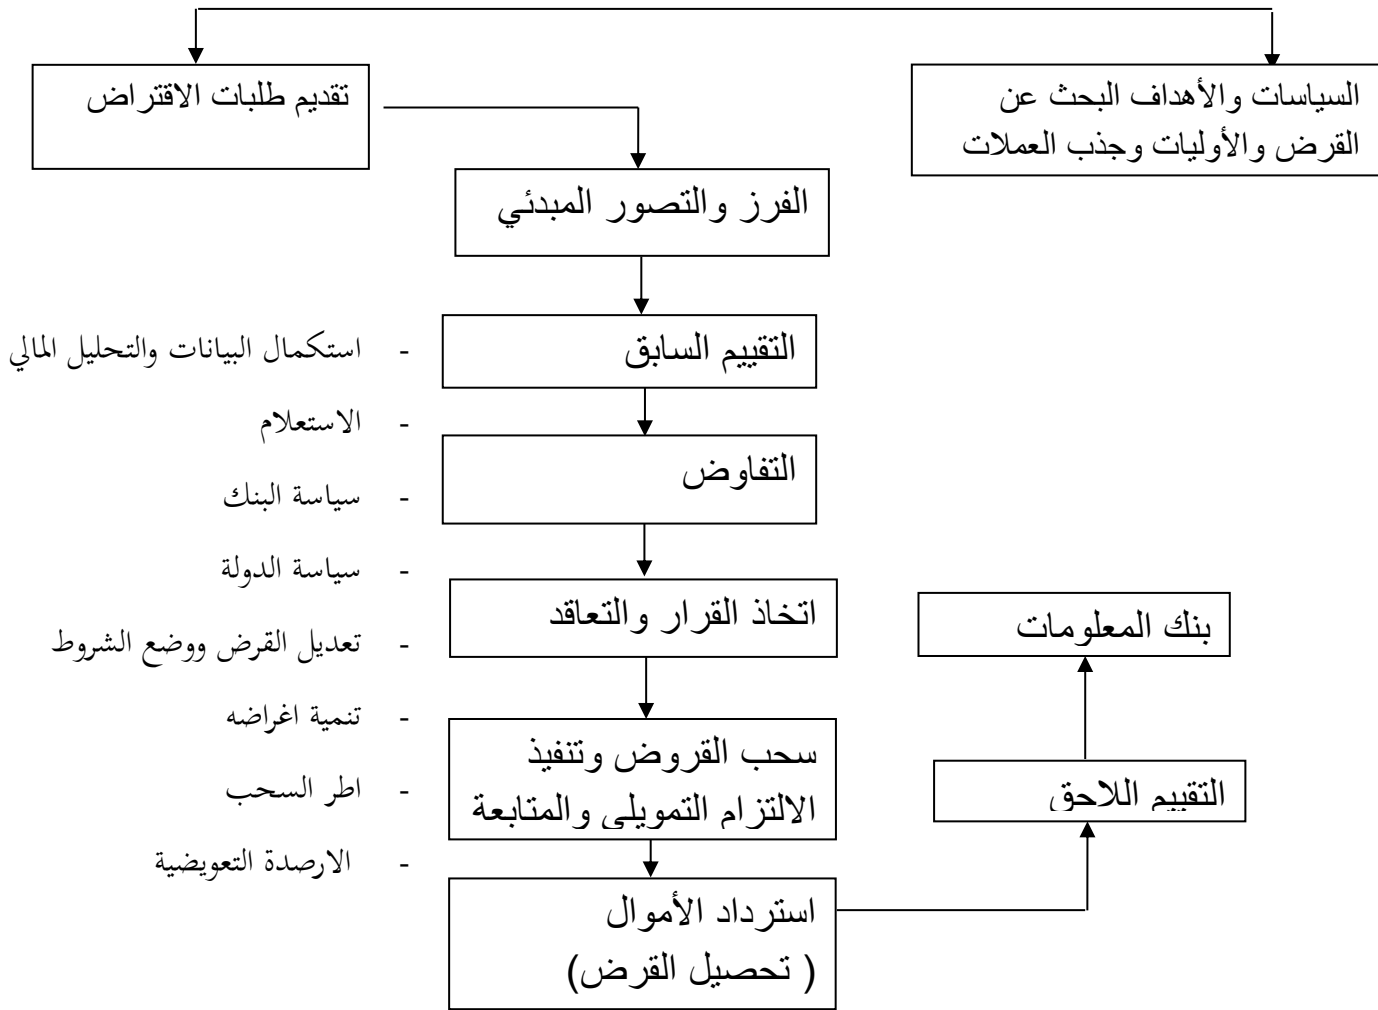 السياسات والأهداف البحث عن
القرض والأوليات وجذب العملات
تقديم طلبات الاقتراض
الفرز والتصور المبدئي
التقييم السابق
التفاوض
اتخاذ القرار والتعاقد
سحب القروض وتنفيذ
الالتزام التمويلي والمتابعة
استرداد الأموال
( تحصيل القرض)
التقييم اللاحق
بنك المعلومات
- استكمال البيانات والتحليل المالي
- الاستعلام
- سياسة البنك
- سياسة الدولة
- تعديل القرض ووضع الشروط
- تنمية اغراضه
- اطر السحب
- الارصدة التعويضية